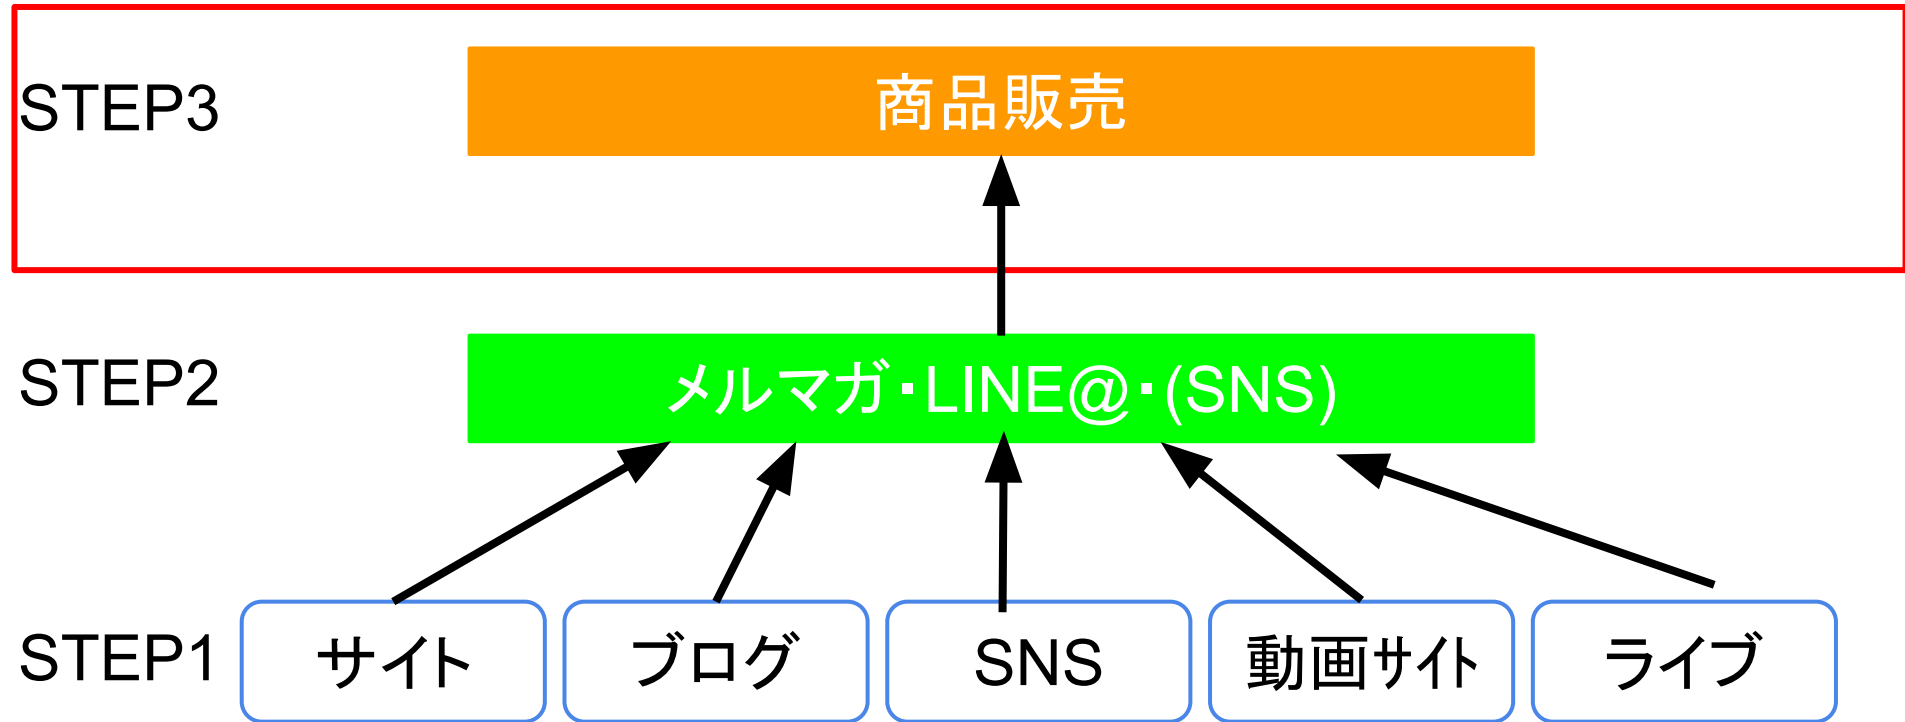 STEP3
商品販売
STEP2
メルマガ・LINE@・(SNS)
STEP1
サイト
ブログ
SNS
動画サイト
ライブ